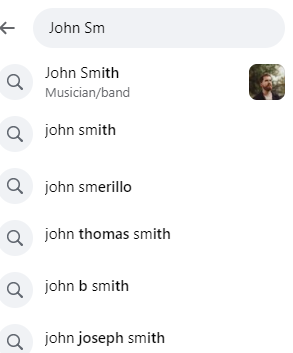 John Sm
John Smith
Musician/band
john smith
john smerillo
john thomas smith
john b smith
john joseph smith